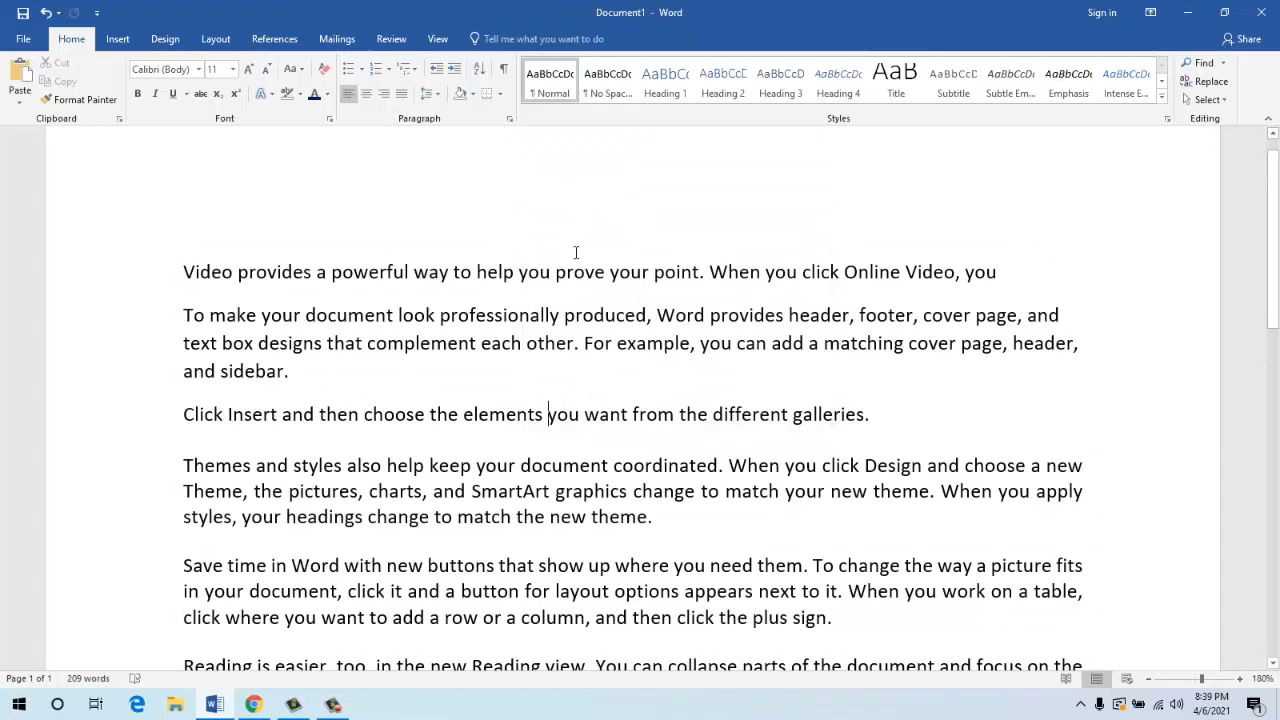 Document1 - Word
Sign in
File Home Insert Design Layout References Mailings Review View Tell me what you want to do Share
Paste
Cut
Copy
Format Painter
Clipboard
Calibri (Body) 11
Font
Paragraph
AaBbCcDc AaBbCcDc AaBbCc AaBbCcD AaBbCcDc AaBbCcDc AaB AaBbCcDc AaBbCcDc AaBbCcDc AaBbCcDc
¶ Normal ¶ No Spac... Heading 1 Heading 2 Heading 3 Heading 4 Title Subtitle Subtle Em... Emphasis Intense E...
Styles
Find
Replace
Select
Editing
Video provides a powerful way to help you prove your point. When you click Online Video, you
To make your document look professionally produced, Word provides header, footer, cover page, and
text box designs that complement each other. For example, you can add a matching cover page, header,
and sidebar.
Click Insert and then choose the elements you want from the different galleries.
Themes and styles also help keep your document coordinated. When you click Design and choose a new
Theme, the pictures, charts, and SmartArt graphics change to match your new theme. When you apply
styles, your headings change to match the new theme.
Save time in Word with new buttons that show up where you need them. To change the way a picture fits
in your document, click it and a button for layout options appears next to it. When you work on a table,
click where you want to add a row or a column, and then click the plus sign.
Reading is easier, too, in the new Reading view. You can collapse parts of the document and focus on the
Page 1 of 1 209 words 180%
8:39 PM
4/6/2021